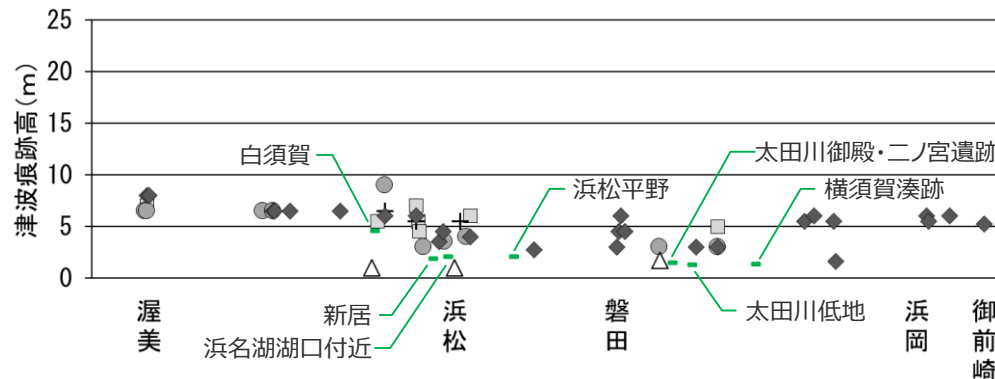 津波痕跡高(m)
25
20
15
10
5
0
白須賀
太田川御殿・二ノ宮遺跡
浜松平野
横須賀湊跡
新居
浜名湖湖口付近
太田川低地
渥美
浜松
磐田
浜岡
御前崎